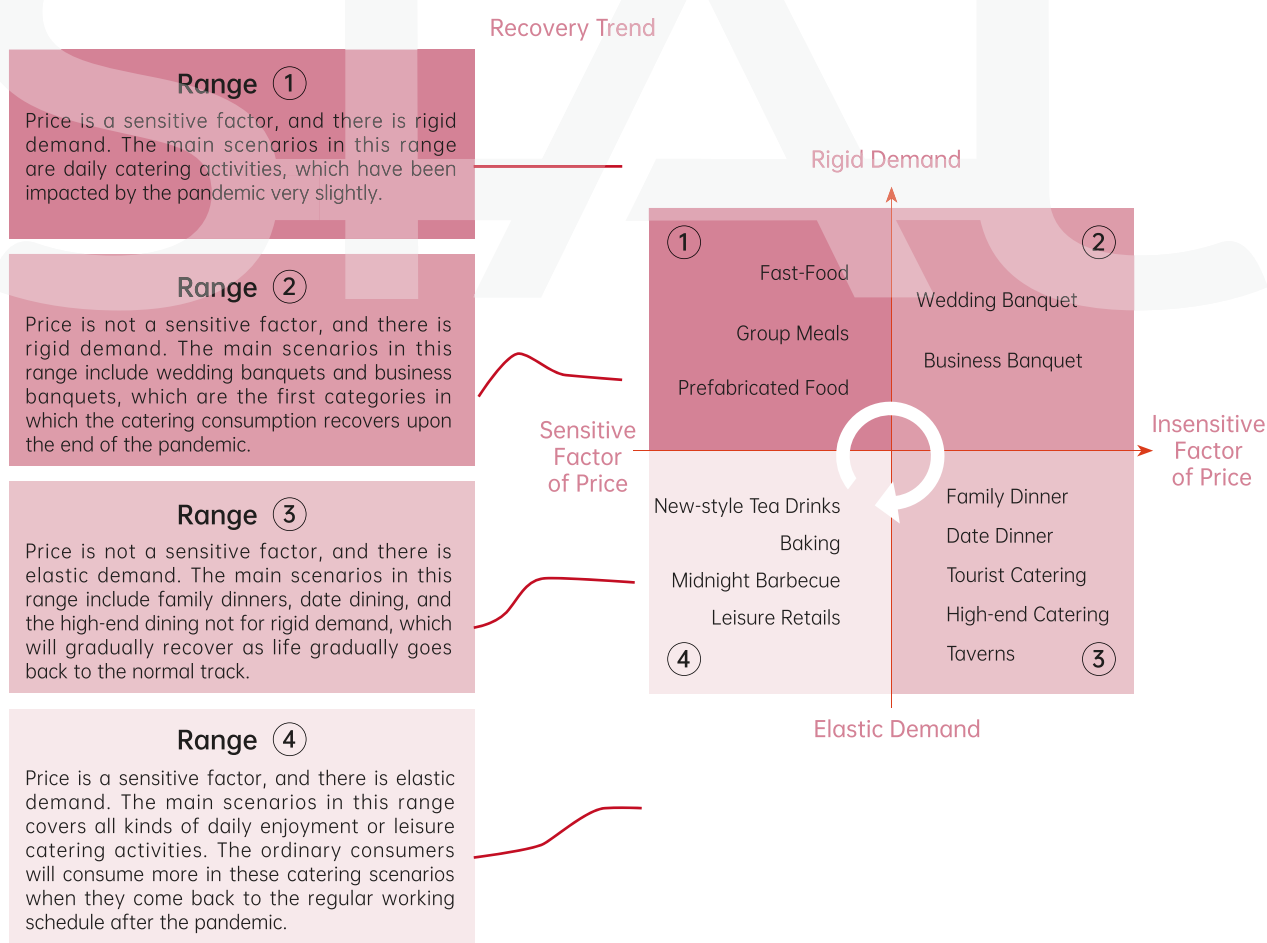 Recovery Trend
Range 1
Price is a sensitive factor, and there is rigid
demand. The main scenarios in this range
are daily catering activities, which have been
impacted by the pandemic very slightly.
Range 2
Price is not a sensitive factor, and there is
rigid demand. The main scenarios in this
range include wedding banquets and business
banquets, which are the first categories in
which the catering consumption recovers upon
the end of the pandemic.
Range 3
Price is not a sensitive factor, and there is
elastic demand. The main scenarios in this
range include family dinners, date dining, and
the high-end dining not for rigid demand, which
will gradually recover as life gradually goes
back to the normal track.
Range 4
Price is a sensitive factor, and there is elastic
demand. The main scenarios in this range
covers all kinds of daily enjoyment or leisure
catering activities. The ordinary consumers
will consume more in these catering scenarios
when they come back to the regular working
schedule after the pandemic.
Rigid Demand
1
Fast-Food
Group Meals
Prefabricated Food
2
Wedding Banquet
Business Banquet
Sensitive
Factor
of Price
Insensitive
Factor
of Price
New-style Tea Drinks
Baking
Midnight Barbecue
Leisure Retails
4
Family Dinner
Date Dinner
Tourist Catering
High-end Catering
Taverns
3
Elastic Demand
SIAL